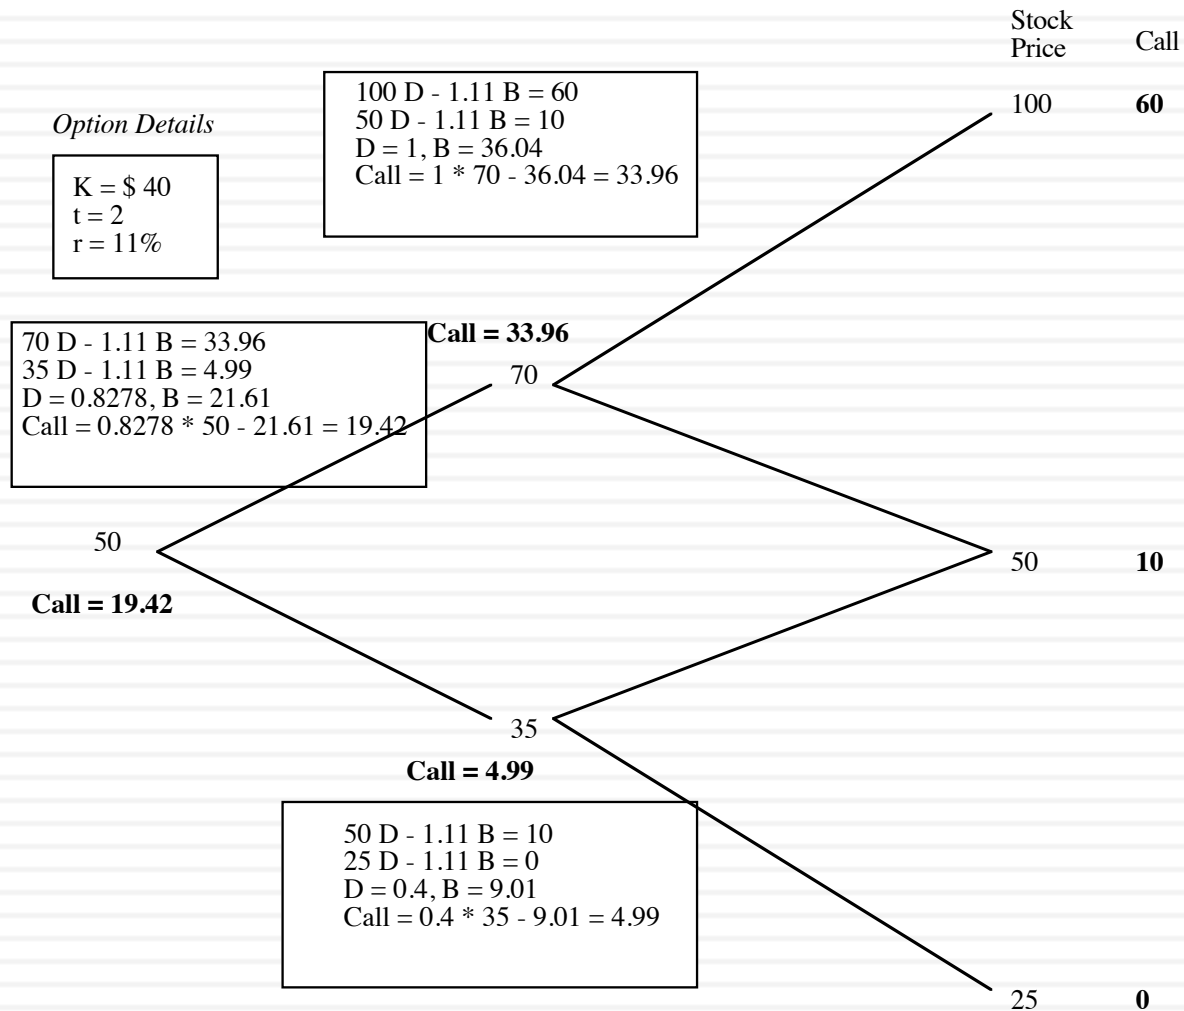 Stock
Price
Call
100
60
Option Details
K = $ 40
t = 2
r = 11%
100 D - 1.11 B = 60
50 D - 1.11 B = 10
D = 1, B = 36.04
Call = 1 * 70 - 36.04 = 33.96
70 D - 1.11 B = 33.96
35 D - 1.11 B = 4.99
D = 0.8278, B = 21.61
Call = 0.8278 * 50 - 21.61 = 19.42
Call = 33.96
70
50
Call = 19.42
50
10
35
Call = 4.99
50 D - 1.11 B = 10
25 D - 1.11 B = 0
D = 0.4, B = 9.01
Call = 0.4 * 35 - 9.01 = 4.99
25
0